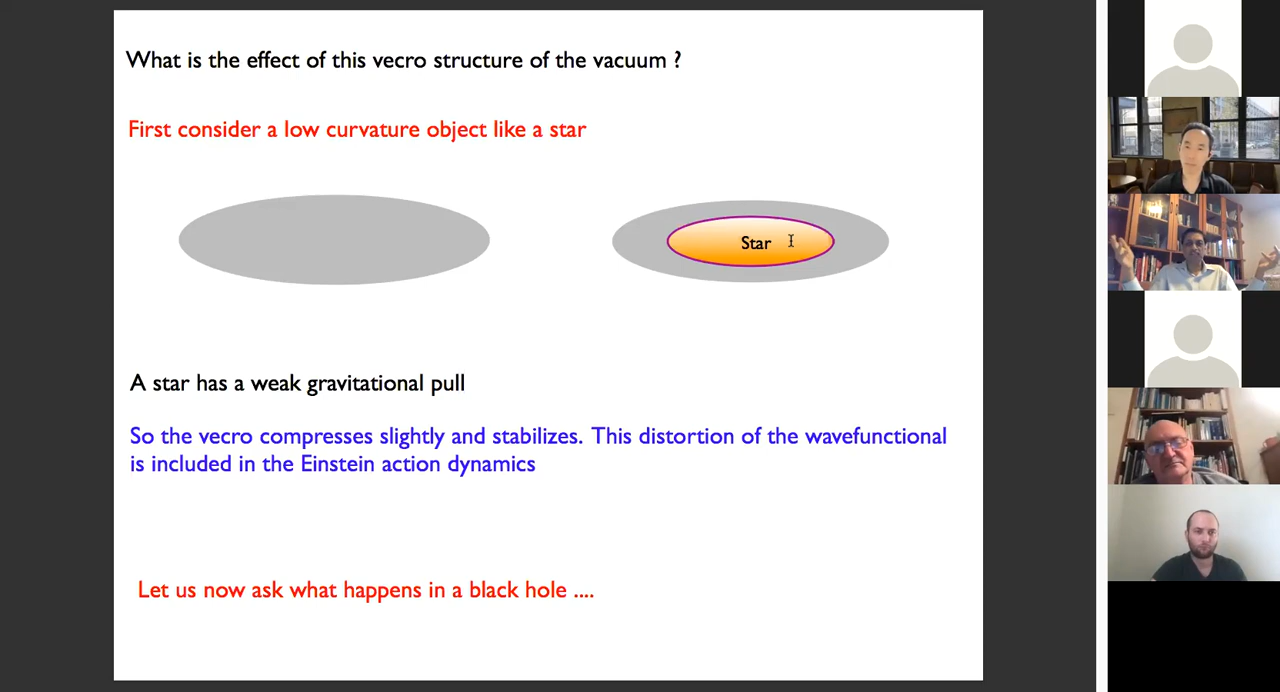 What is the effect of this vecro structure of the vacuum ?
First consider a low curvature object like a star
Star
A star has a weak gravitational pull
So the vecro compresses slightly and stabilizes. This distortion of the wavefunctional
is included in the Einstein action dynamics
Let us now ask what happens in a black hole ....